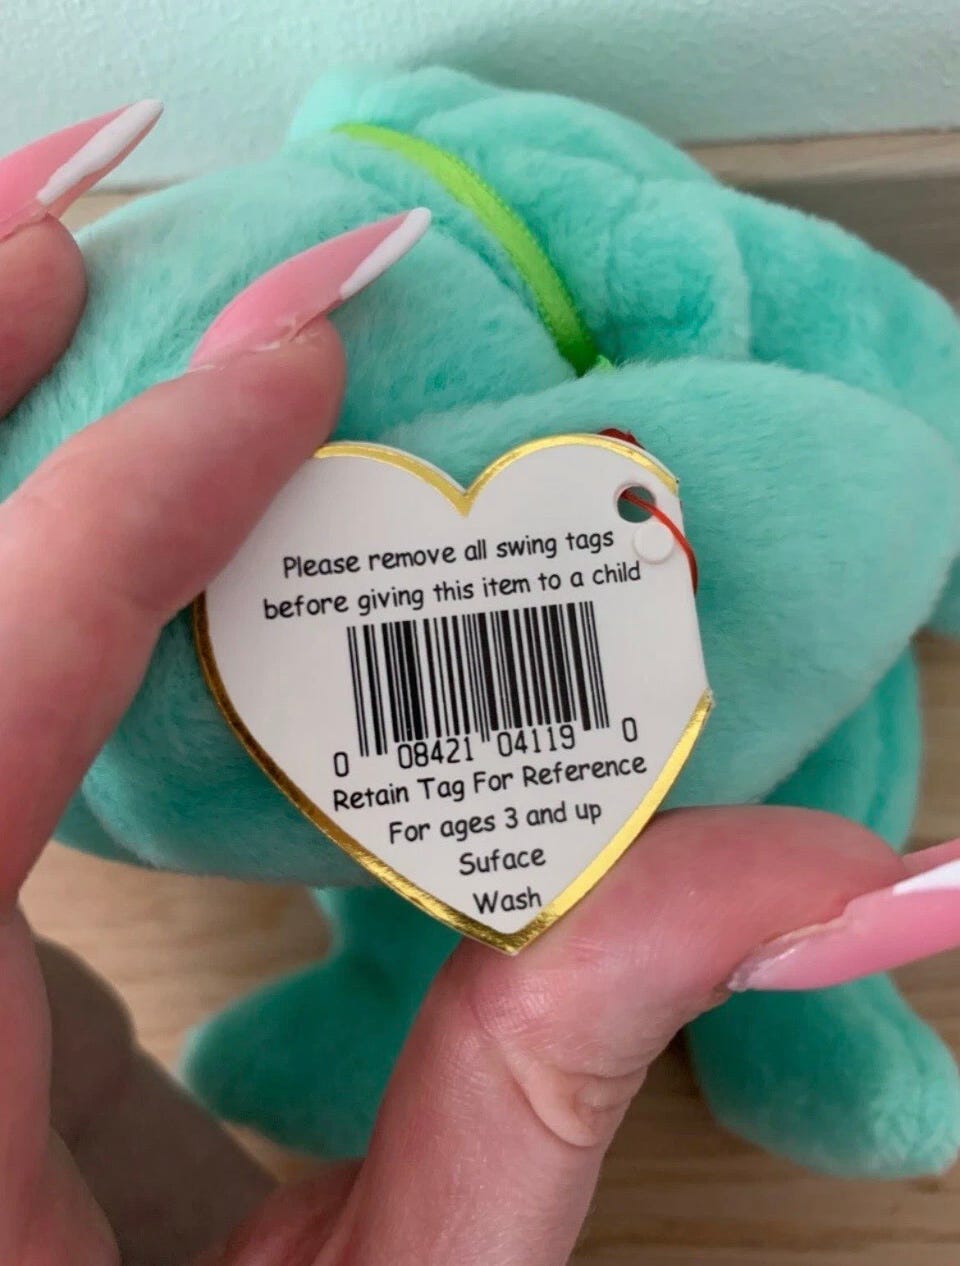 Please remove all swing tags
before giving this item to a child
0 08421 04119 0
Retain Tag For Reference
For ages 3 and up
Suface
Wash